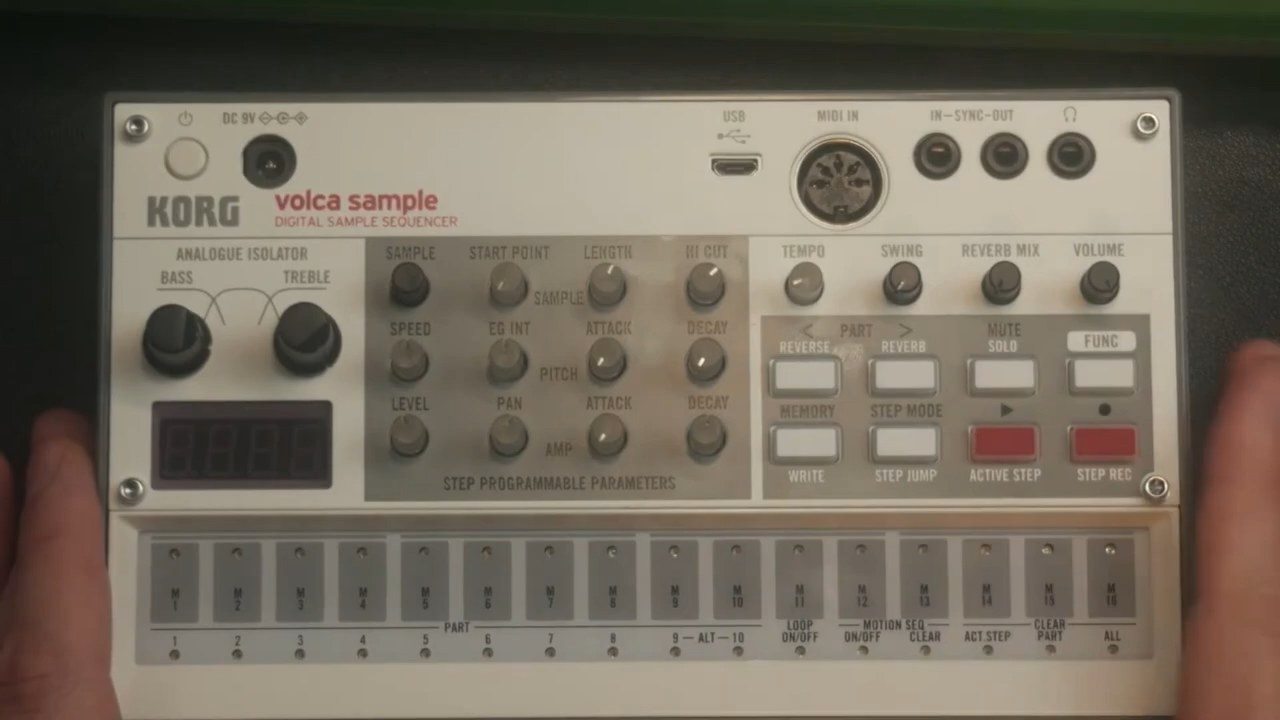 DC 9V
USB
MIDI IN
IN-SYNC-OUT
KORG
volca sample
DIGITAL SAMPLE SEQUENCER
ANALOGUE ISOLATOR
BASS TREBLE
SAMPLE START POINT LENGTH HI CUT
SAMPLE
SPEED EG INT ATTACK DECAY
PITCH
LEVEL PAN ATTACK DECAY
AMP
STEP PROGRAMMABLE PARAMETERS
TEMPO SWING REVERB MIX VOLUME
< PART > MUTE
REVERSE REVERB SOLO FUNC
MEMORY STEP MODE
WRITE STEP JUMP ACTIVE STEP STEP REC
M M M M M M M M M M M M M M M M
1 2 3 4 5 6 7 8 9 10 11 12 13 14 15 16
PART LOOP MOTION SEQ CLEAR
1 2 3 4 5 6 7 8 9 — ALT — 10 ON/OFF ON/OFF CLEAR ACT.STEP PART ALL